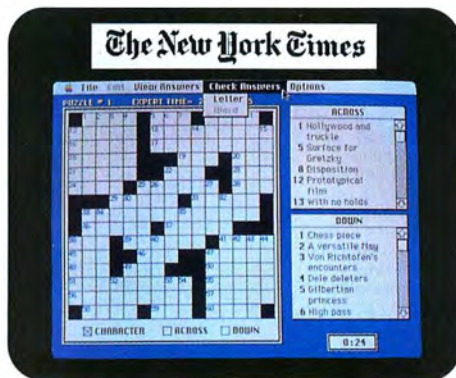 The New York Times
File Edit View Answers Check Answers Options
PUZZLE # 1 EXPERT TIME=
Letter
Word
ACROSS
1 Hollywood and truckle
5 Surface for Gretzky
8 Disposition
12 Prototypical film
13 With no holds
DOWN
1 Chess piece
2 A versatile May
3 Von Richtofen's encounters
4 Dele deleters
5 Gilbertian princess
6 High pass
CHARACTER ACROSS DOWN
0:24